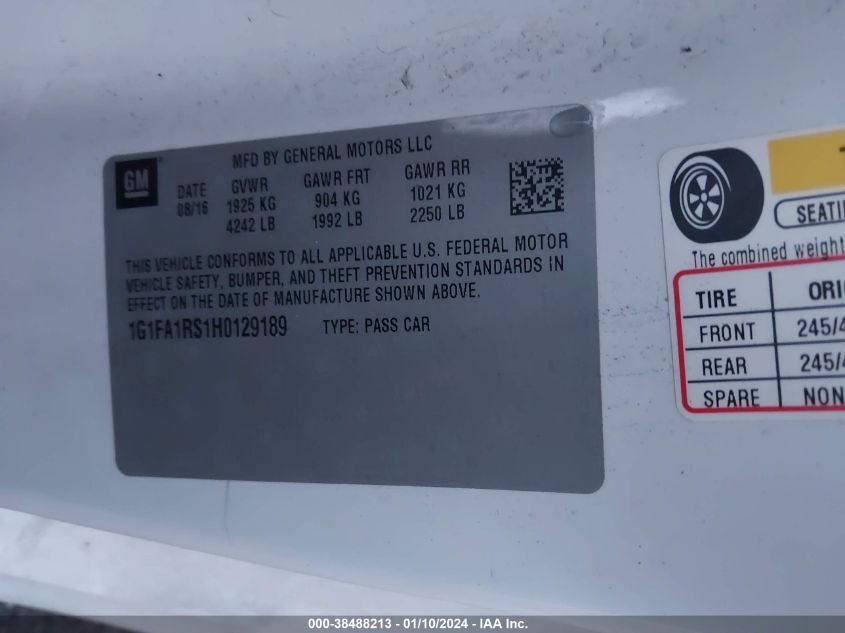 GM
MFD BY GENERAL MOTORS LLC
DATE GVWR GAWR FRT GAWR RR
08/16 1925 KG 904 KG 1021 KG
4242 LB 1992 LB 2250 LB
THIS VEHICLE CONFORMS TO ALL APPLICABLE U.S. FEDERAL MOTOR
VEHICLE SAFETY, BUMPER, AND THEFT PREVENTION STANDARDS IN
EFFECT ON THE DATE OF MANUFACTURE SHOWN ABOVE.
1G1FA1RS1H0129189 TYPE: PASS CAR
The combined
TIRE
FRONT 245/4
REAR 245/4
SPARE NON
000-38488213 - 01/10/2024 - IAA Inc.